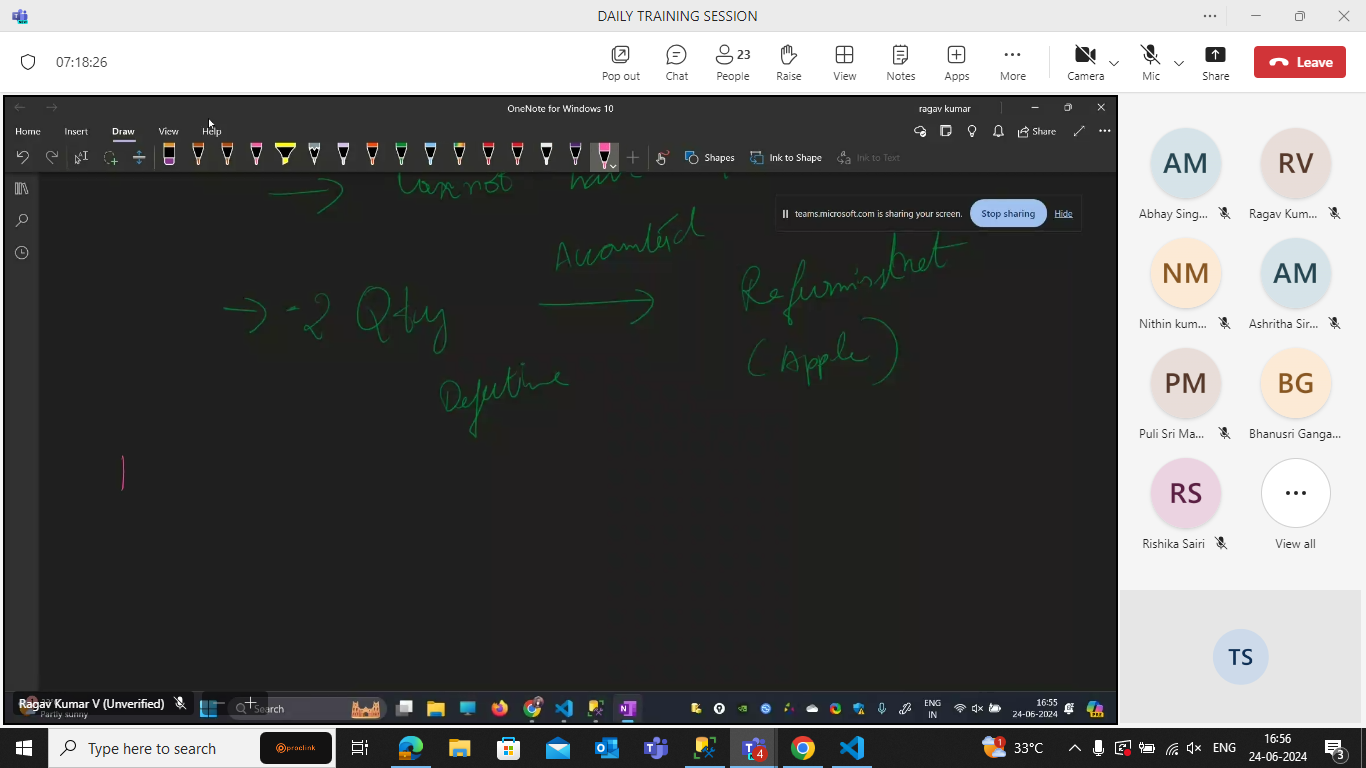 DAILY TRAINING SESSION
07:18:26
Pop out
Chat
23
People
Raise
View
Notes
Apps
More
Camera
Mic
Share
Leave
OneNote for Windows 10
ragav kumar
Home Insert Draw View Help
Share
Shapes
Ink to Shape
Ink to Text
Cannot have
teams.microsoft.com is sharing your screen.
Stop sharing
Hide
-2 Qty
(Apple)
Ragav Kumar V (Unverified)
Partly sunny
Search
ENG
IN
16:55
24-06-2024
AM
Abhay Sing...
RV
Ragav Kum...
NM
Nithin kum...
AM
Ashritha Sir...
PM
Puli Sri Ma...
BG
Bhanusri Ganga...
RS
Rishika Sairi
View all
TS
Type here to search
proclink
4
1
33°C
ENG
16:56
24-06-2024
3